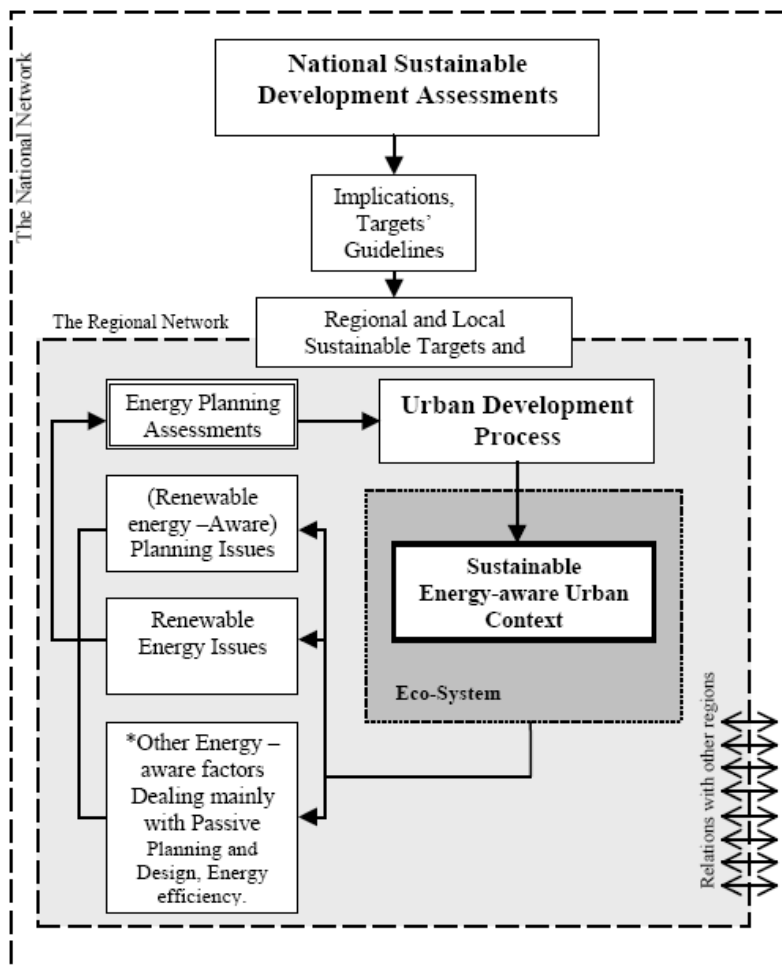 The National Network
National Sustainable
Development Assessments
Implications,
Targets’
Guidelines
The Regional Network
Regional and Local
Sustainable Targets and
Energy Planning
Assessments
Urban Development
Process
(Renewable
energy –Aware)
Planning Issues
Sustainable
Energy-aware Urban
Context
Renewable
Energy Issues
Eco-System
*Other Energy –
aware factors
Dealing mainly
with Passive
Planning and
Design, Energy
efficiency.
Relations with other regions